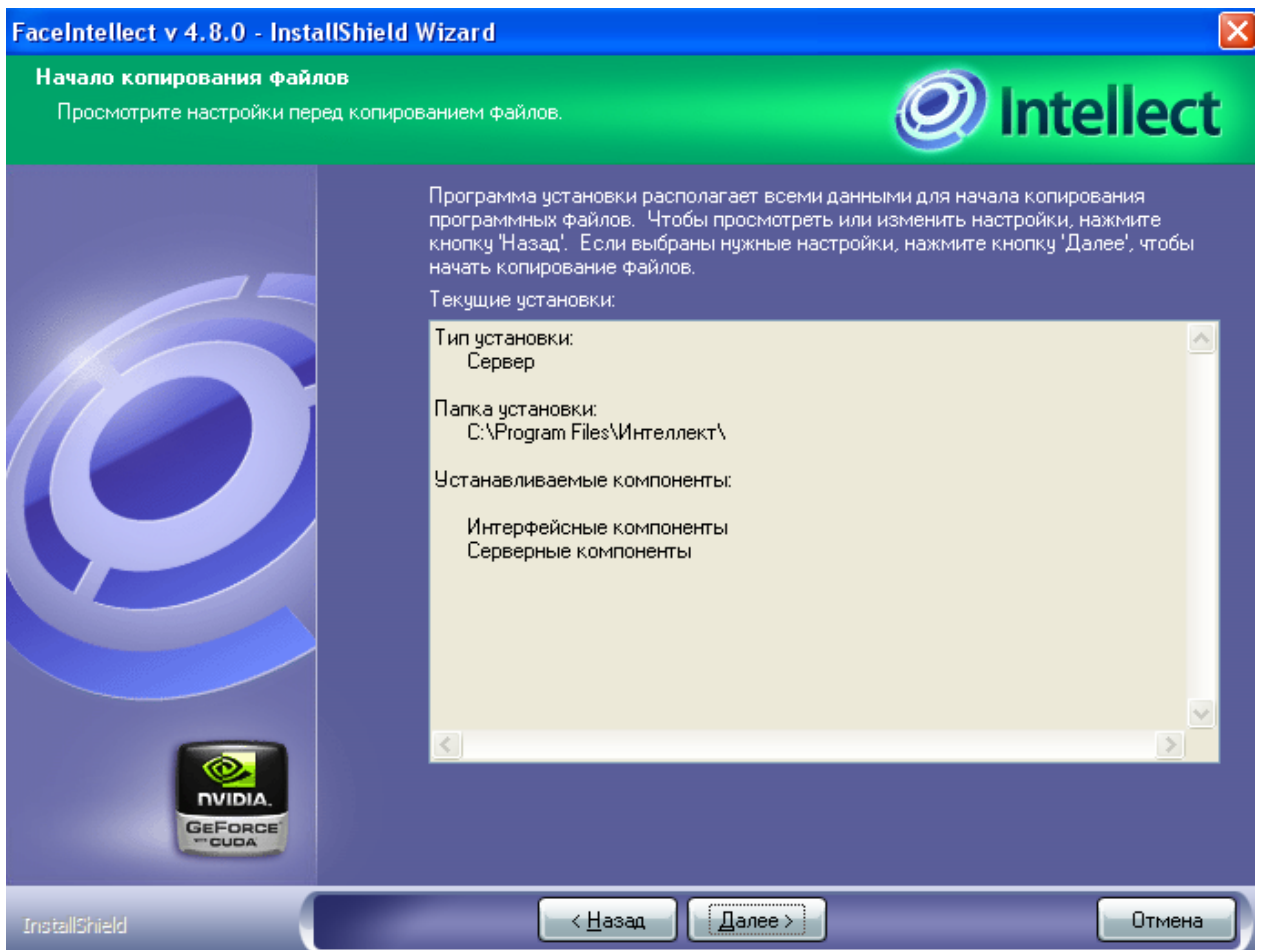 FaceIntellect v 4.8.0 - InstallShield Wizard
Начало копирования файлов
Просмотрите настройки перед копированием файлов.
Intellect
Программа установки располагает всеми данными для начала копирования
программных файлов.  Чтобы просмотреть или изменить настройки, нажмите
кнопку 'Назад'.  Если выбраны нужные настройки, нажмите кнопку 'Далее', чтобы
начать копирование файлов.
Текущие установки:
Тип установки:
Сервер
Папка установки:
C:\Program Files\Интеллект\
Устанавливаемые компоненты:
Интерфейсные компоненты
Серверные компоненты
NVIDIA.
GEFORCE
WITH CUDA
InstallShield
< Назад
Далее >
Отмена